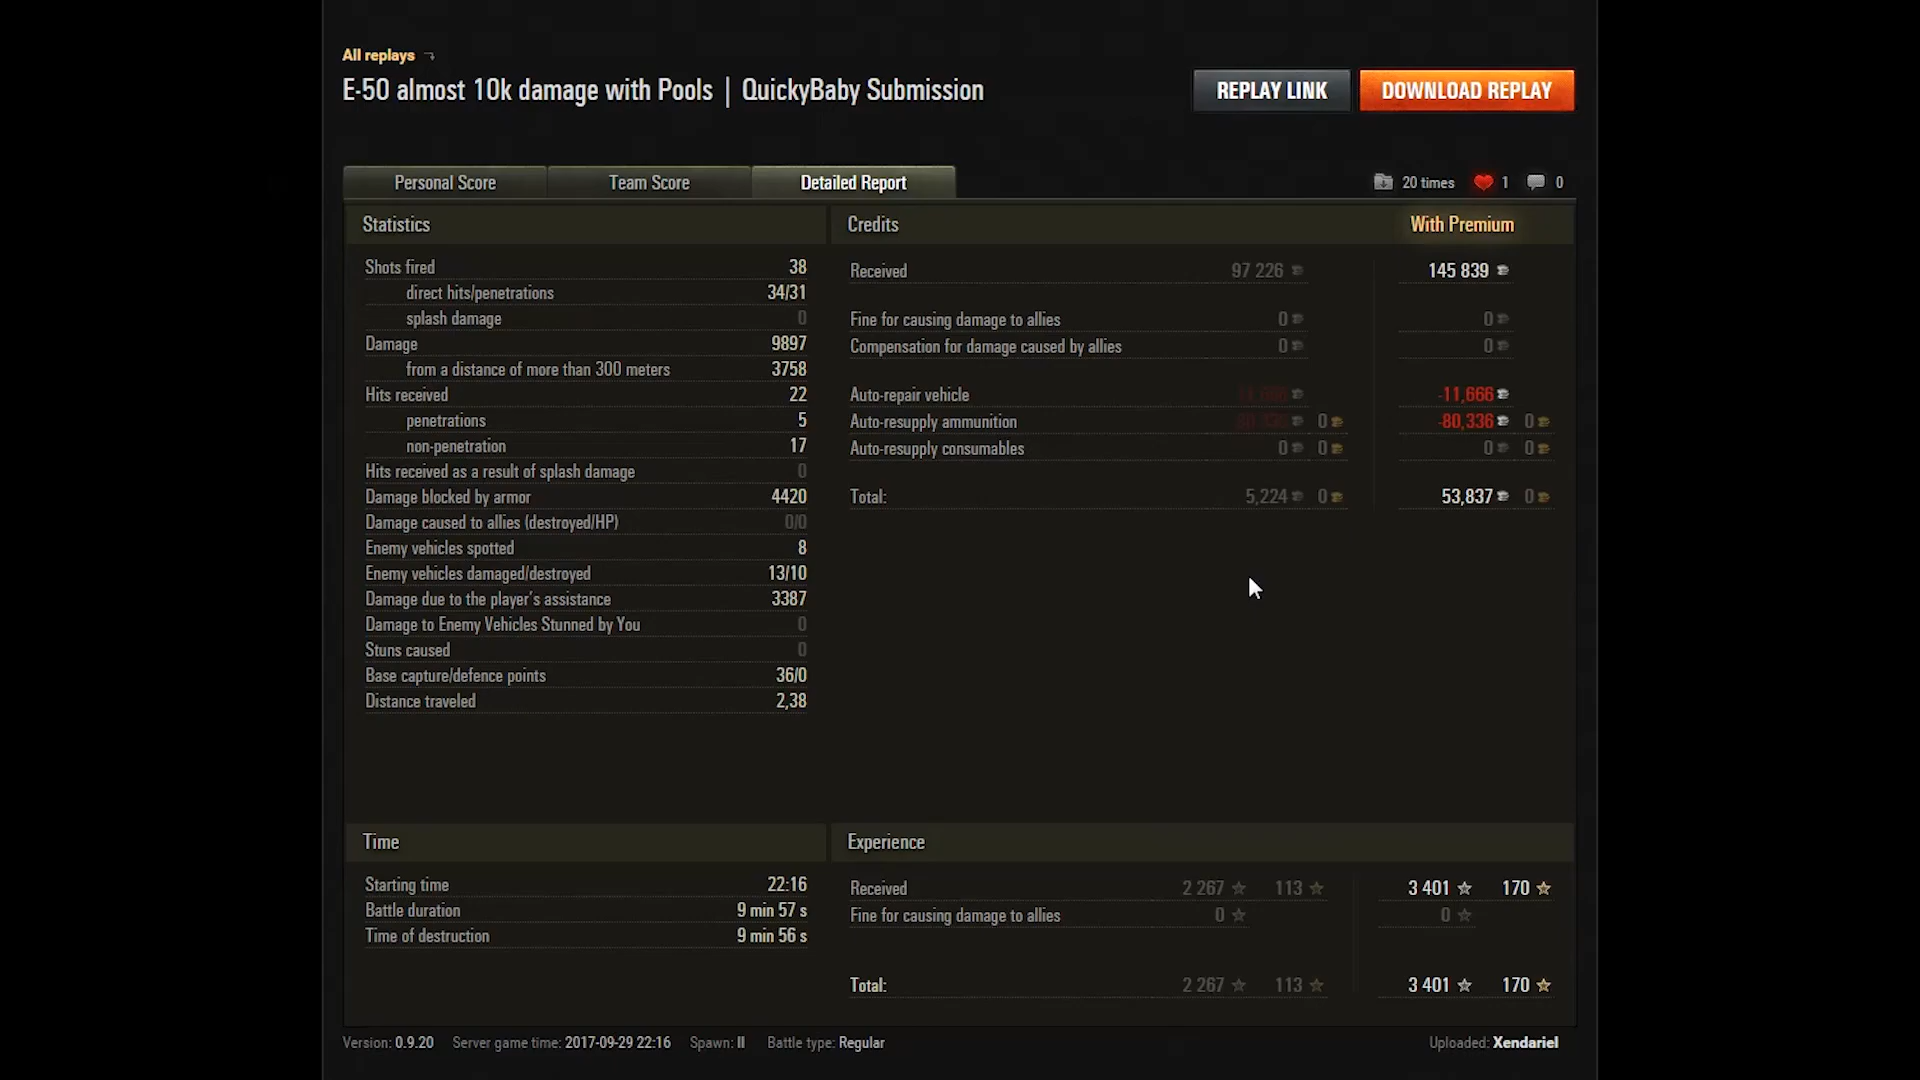 All replays
E-50 almost 10k damage with Pools | QuickyBaby Submission
REPLAY LINK
DOWNLOAD REPLAY
Personal Score
Team Score
Detailed Report
20 times 1 0
Statistics
Shots fired 38
direct hits/penetrations 34/31
splash damage 0
Damage 9897
from a distance of more than 300 meters 3758
Hits received 22
penetrations 5
non-penetration 17
Hits received as a result of splash damage 0
Damage blocked by armor 4420
Damage caused to allies (destroyed/HP) 0/0
Enemy vehicles spotted 8
Enemy vehicles damaged/destroyed 13/10
Damage due to the player's assistance 3387
Damage to Enemy Vehicles Stunned by You 0
Stuns caused 0
Base capture/defence points 36/0
Distance traveled 2,38
Credits With Premium
Received 97 226 145 839
Fine for causing damage to allies 0 0
Compensation for damage caused by allies 0 0
Auto-repair vehicle -11,666
Auto-resupply ammunition 0 -80,336 0
Auto-resupply consumables 0 0 0 0
Total: 5,224 0 53,837 0
Time
Starting time 22:16
Battle duration 9 min 57 s
Time of destruction 9 min 56 s
Experience
Received 2 267 113 3 401 170
Fine for causing damage to allies 0 0
Total: 2 267 113 3 401 170
Version: 0.9.20 Server game time: 2017-09-29 22:16 Spawn: II Battle type: Regular
Uploaded: Xendariel